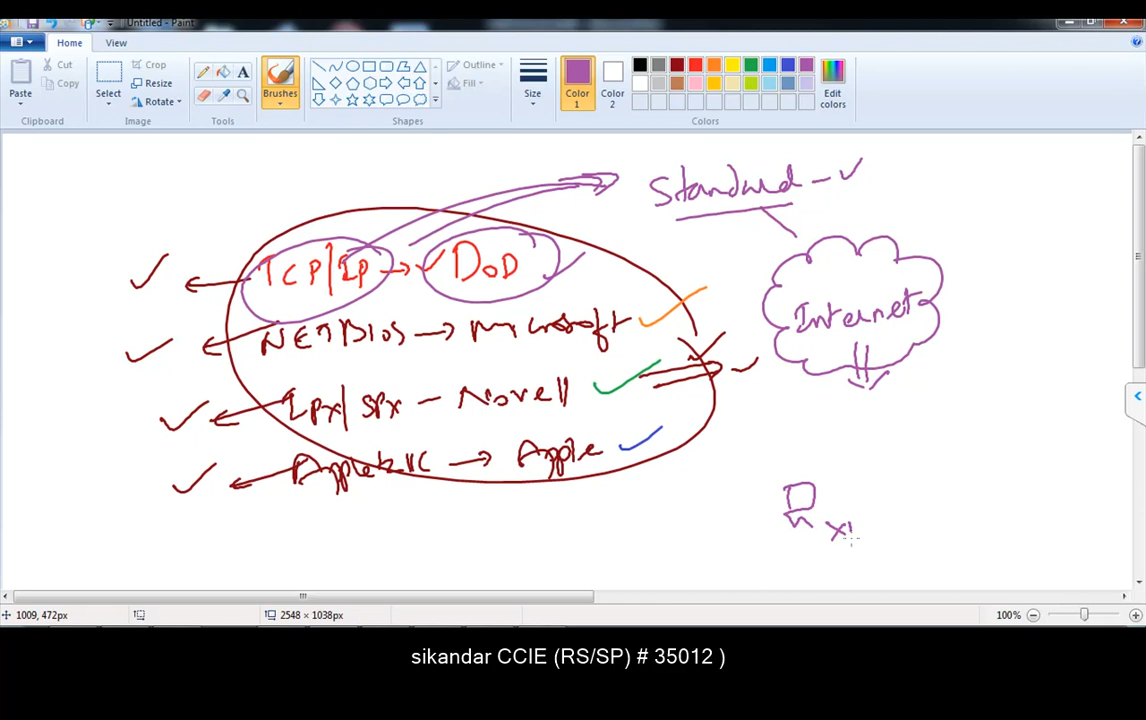 Untitled - Paint
Home View
Cut
Copy
Paste
Crop
Resize
Rotate
Select
Brushes
Outline
Fill
Size
Color 1
Color 2
Edit colors
Clipboard Image Tools Shapes Colors
Standard -
TCP/IP → DoD
NETBIOS → Microsoft
Internet
Ipx/spx - Novell
→ Apple
1009, 472px 2548 × 1038px 100%
sikandar CCIE (RS/SP) # 35012 )